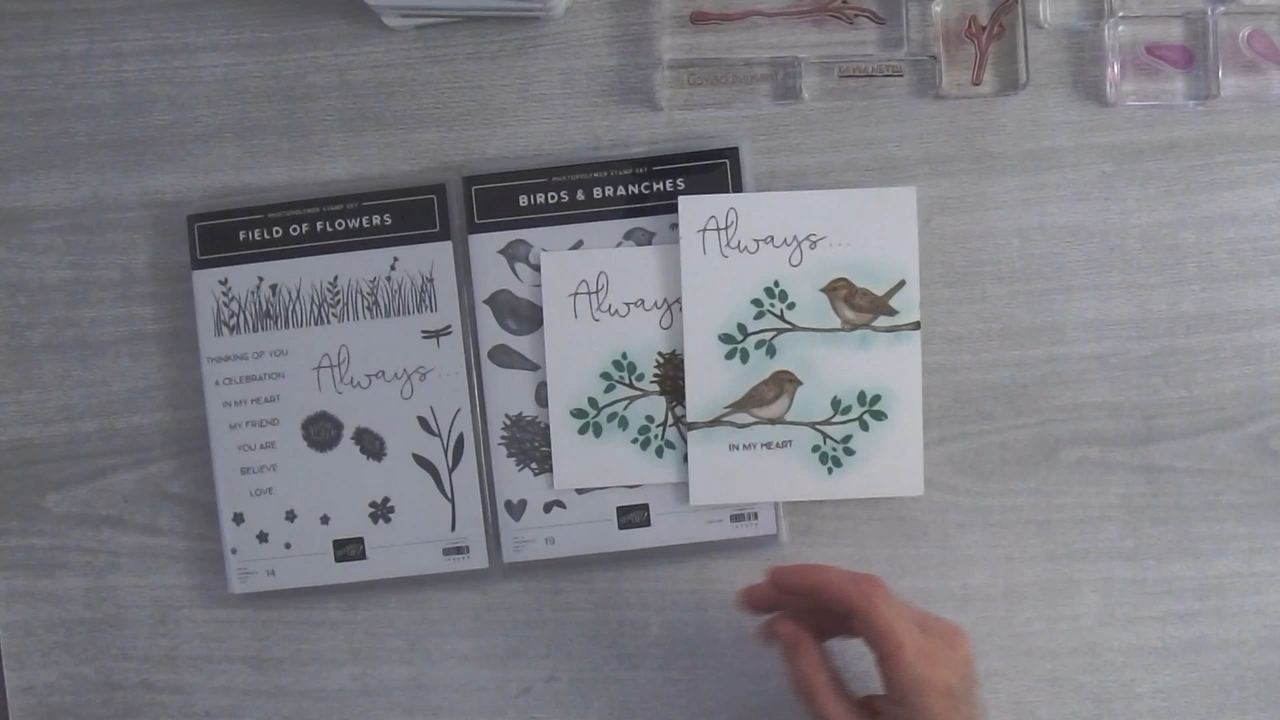 PHOTOPOLYMER STAMP SET
FIELD OF FLOWERS
THINKING OF YOU
A CELEBRATION
IN MY HEART
MY FRIEND
YOU ARE
BELIEVE
LOVE
Always...
14
PHOTOPOLYMER STAMP SET
BIRDS & BRANCHES
19
Always
Always...
IN MY HEART